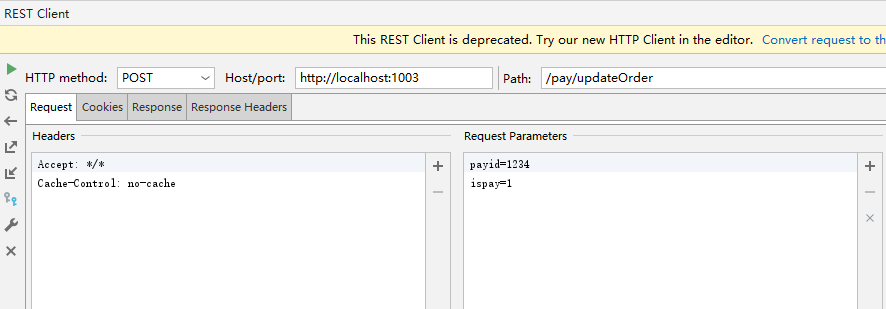 REST Client
This REST Client is deprecated. Try our new HTTP Client in the editor. Convert request to th
HTTP method: POST Host/port: http://localhost:1003 Path: /pay/updateOrder
Request Cookies Response Response Headers
Headers Request Parameters
Accept: */* payid=1234
Cache-Control: no-cache ispay=1